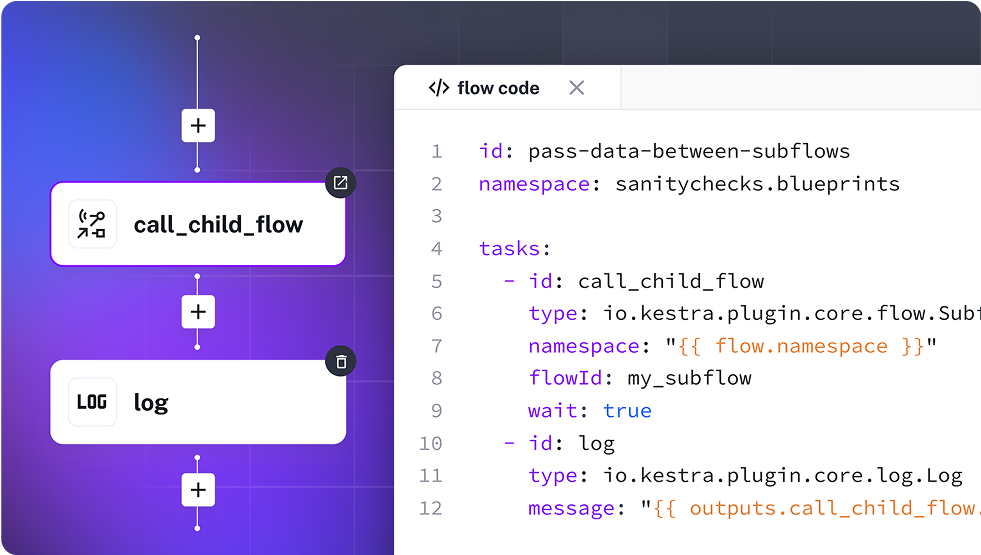 call_child_flow
LOG log
</> flow code
1 id: pass-data-between-subflows
2 namespace: sanitychecks.blueprints
3
4 tasks:
5 - id: call_child_flow
6 type: io.kestra.plugin.core.flow.
7 namespace: "{{ flow.namespace }}"
8 flowId: my_subflow
9 wait: true
10 - id: log
11 type: io.kestra.plugin.core.log.Log
12 message: "{{ outputs.call_child_flow.